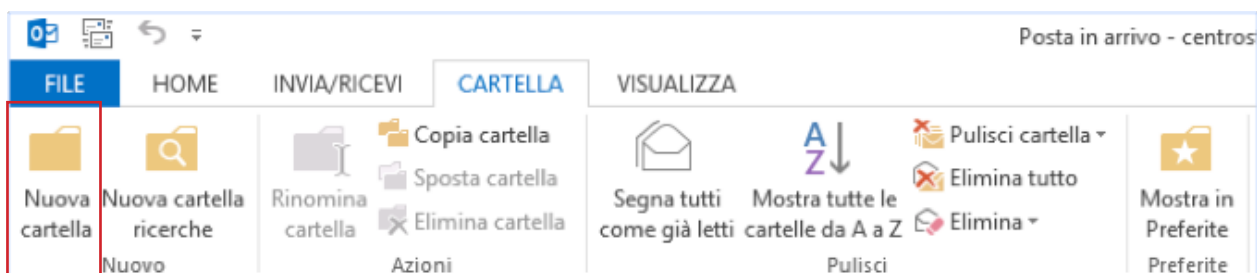 Posta in arrivo - centros
FILE HOME INVIA/RICEVI CARTELLA VISUALIZZA
Nuova cartella
Nuova cartella ricerche
Rinomina cartella
Copia cartella
Sposta cartella
Elimina cartella
Segna tutti come già letti
Mostra tutte le cartelle da A a Z
Pulisci cartella
Elimina tutto
Elimina
Mostra in Preferite
Nuovo Azioni Pulisci Preferite